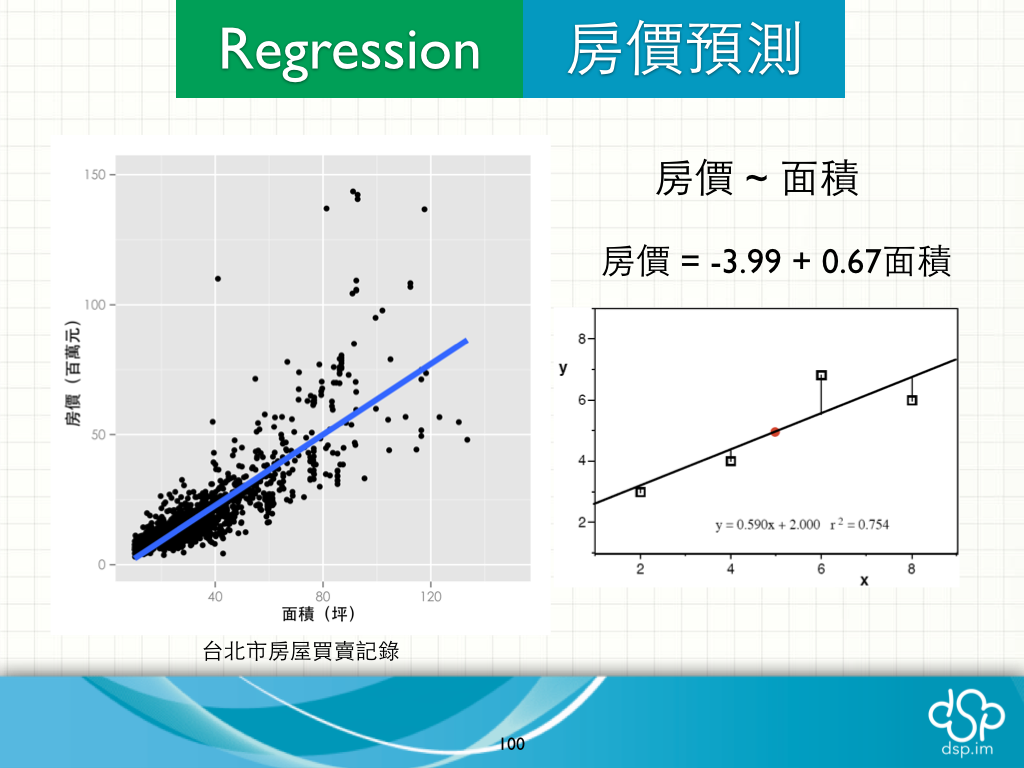 Regression 房價預測
房價 ~ 面積
房價 = -3.99 + 0.67面積
房價（百萬元）
150
100
50
0
40 80 120
面積（坪）
台北市房屋買賣記錄
y
8
6
4
2
y = 0.590x + 2.000 r² = 0.754
2 4 6 8
x
100
dsp
dsp.im